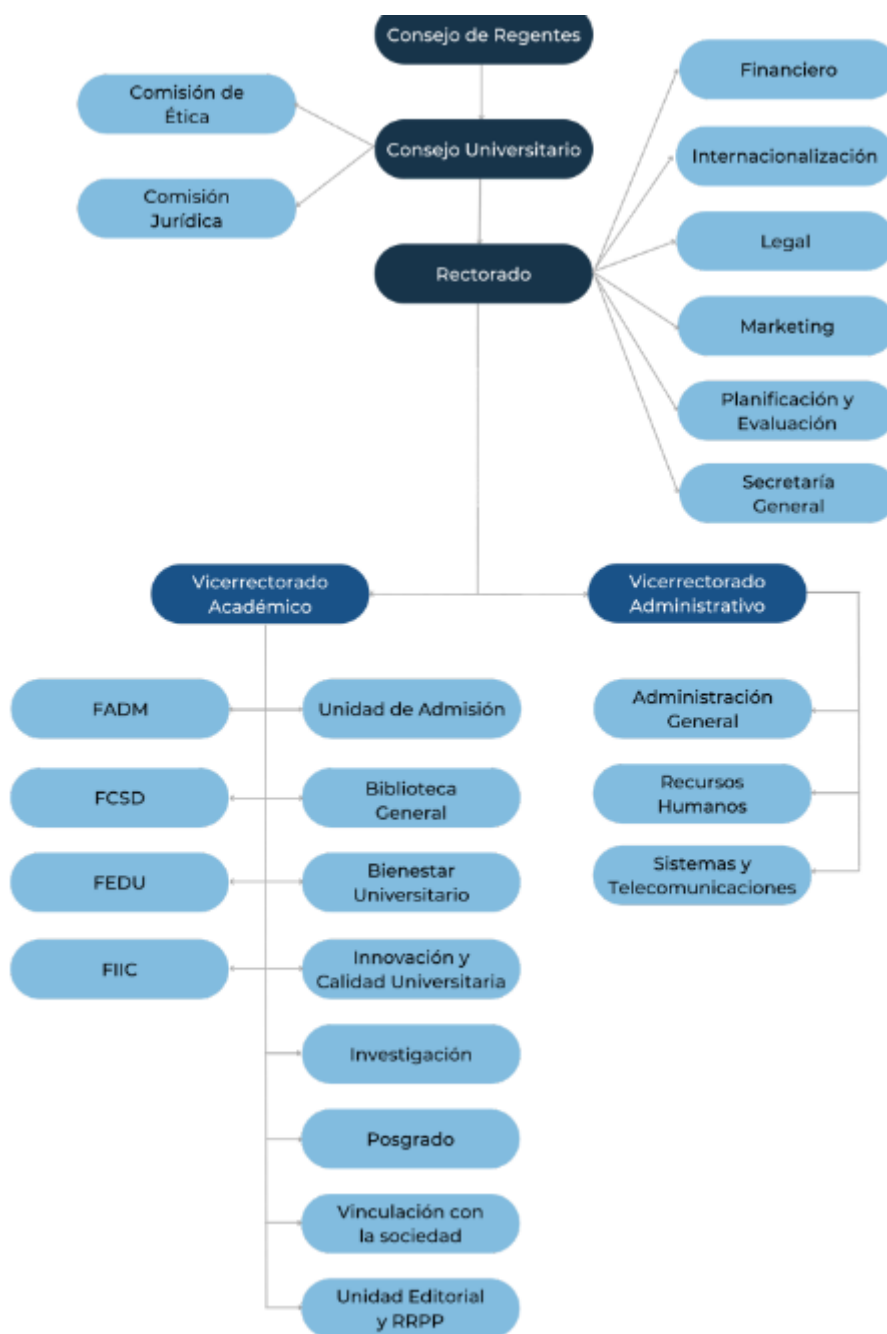 Consejo de Regentes
Comisión de
Ética
Consejo Universitario
Comisión
Jurídica
Rectorado
Financiero
Internacionalización
Legal
Marketing
Planificación y
Evaluación
Secretaría
General
Vicerrectorado
Académico
Vicerrectorado
Administrativo
FADM
FCSD
FEDU
FIIC
Unidad de Admisión
Biblioteca
General
Bienestar
Universitario
Innovación y
Calidad Universitaria
Investigación
Posgrado
Vinculación con
la sociedad
Unidad Editorial
y RRPP
Administración
General
Recursos
Humanos
Sistemas y
Telecomunicaciones